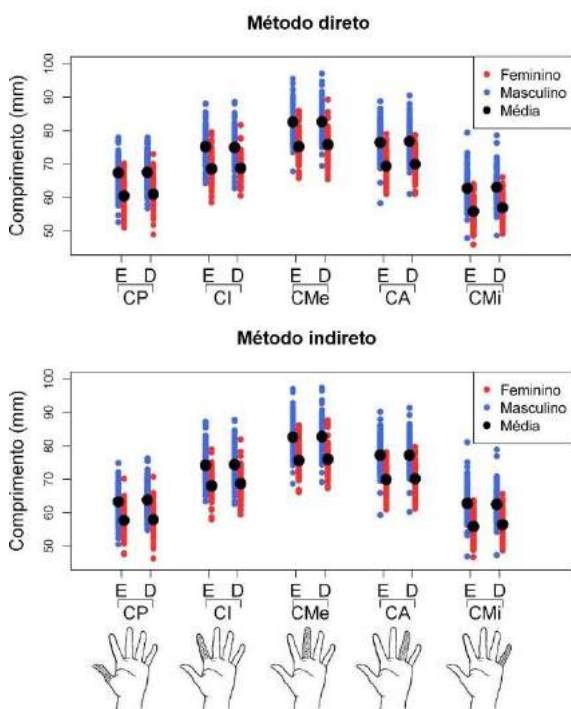 Método direto
Comprimento (mm)
100
90
80
70
60
50
Feminino
Masculino
Média
E D E D E D E D E D
CP CI CMe CA CMi
Método indireto
Comprimento (mm)
100
90
80
70
60
50
Feminino
Masculino
Média
E D E D E D E D E D
CP CI CMe CA CMi